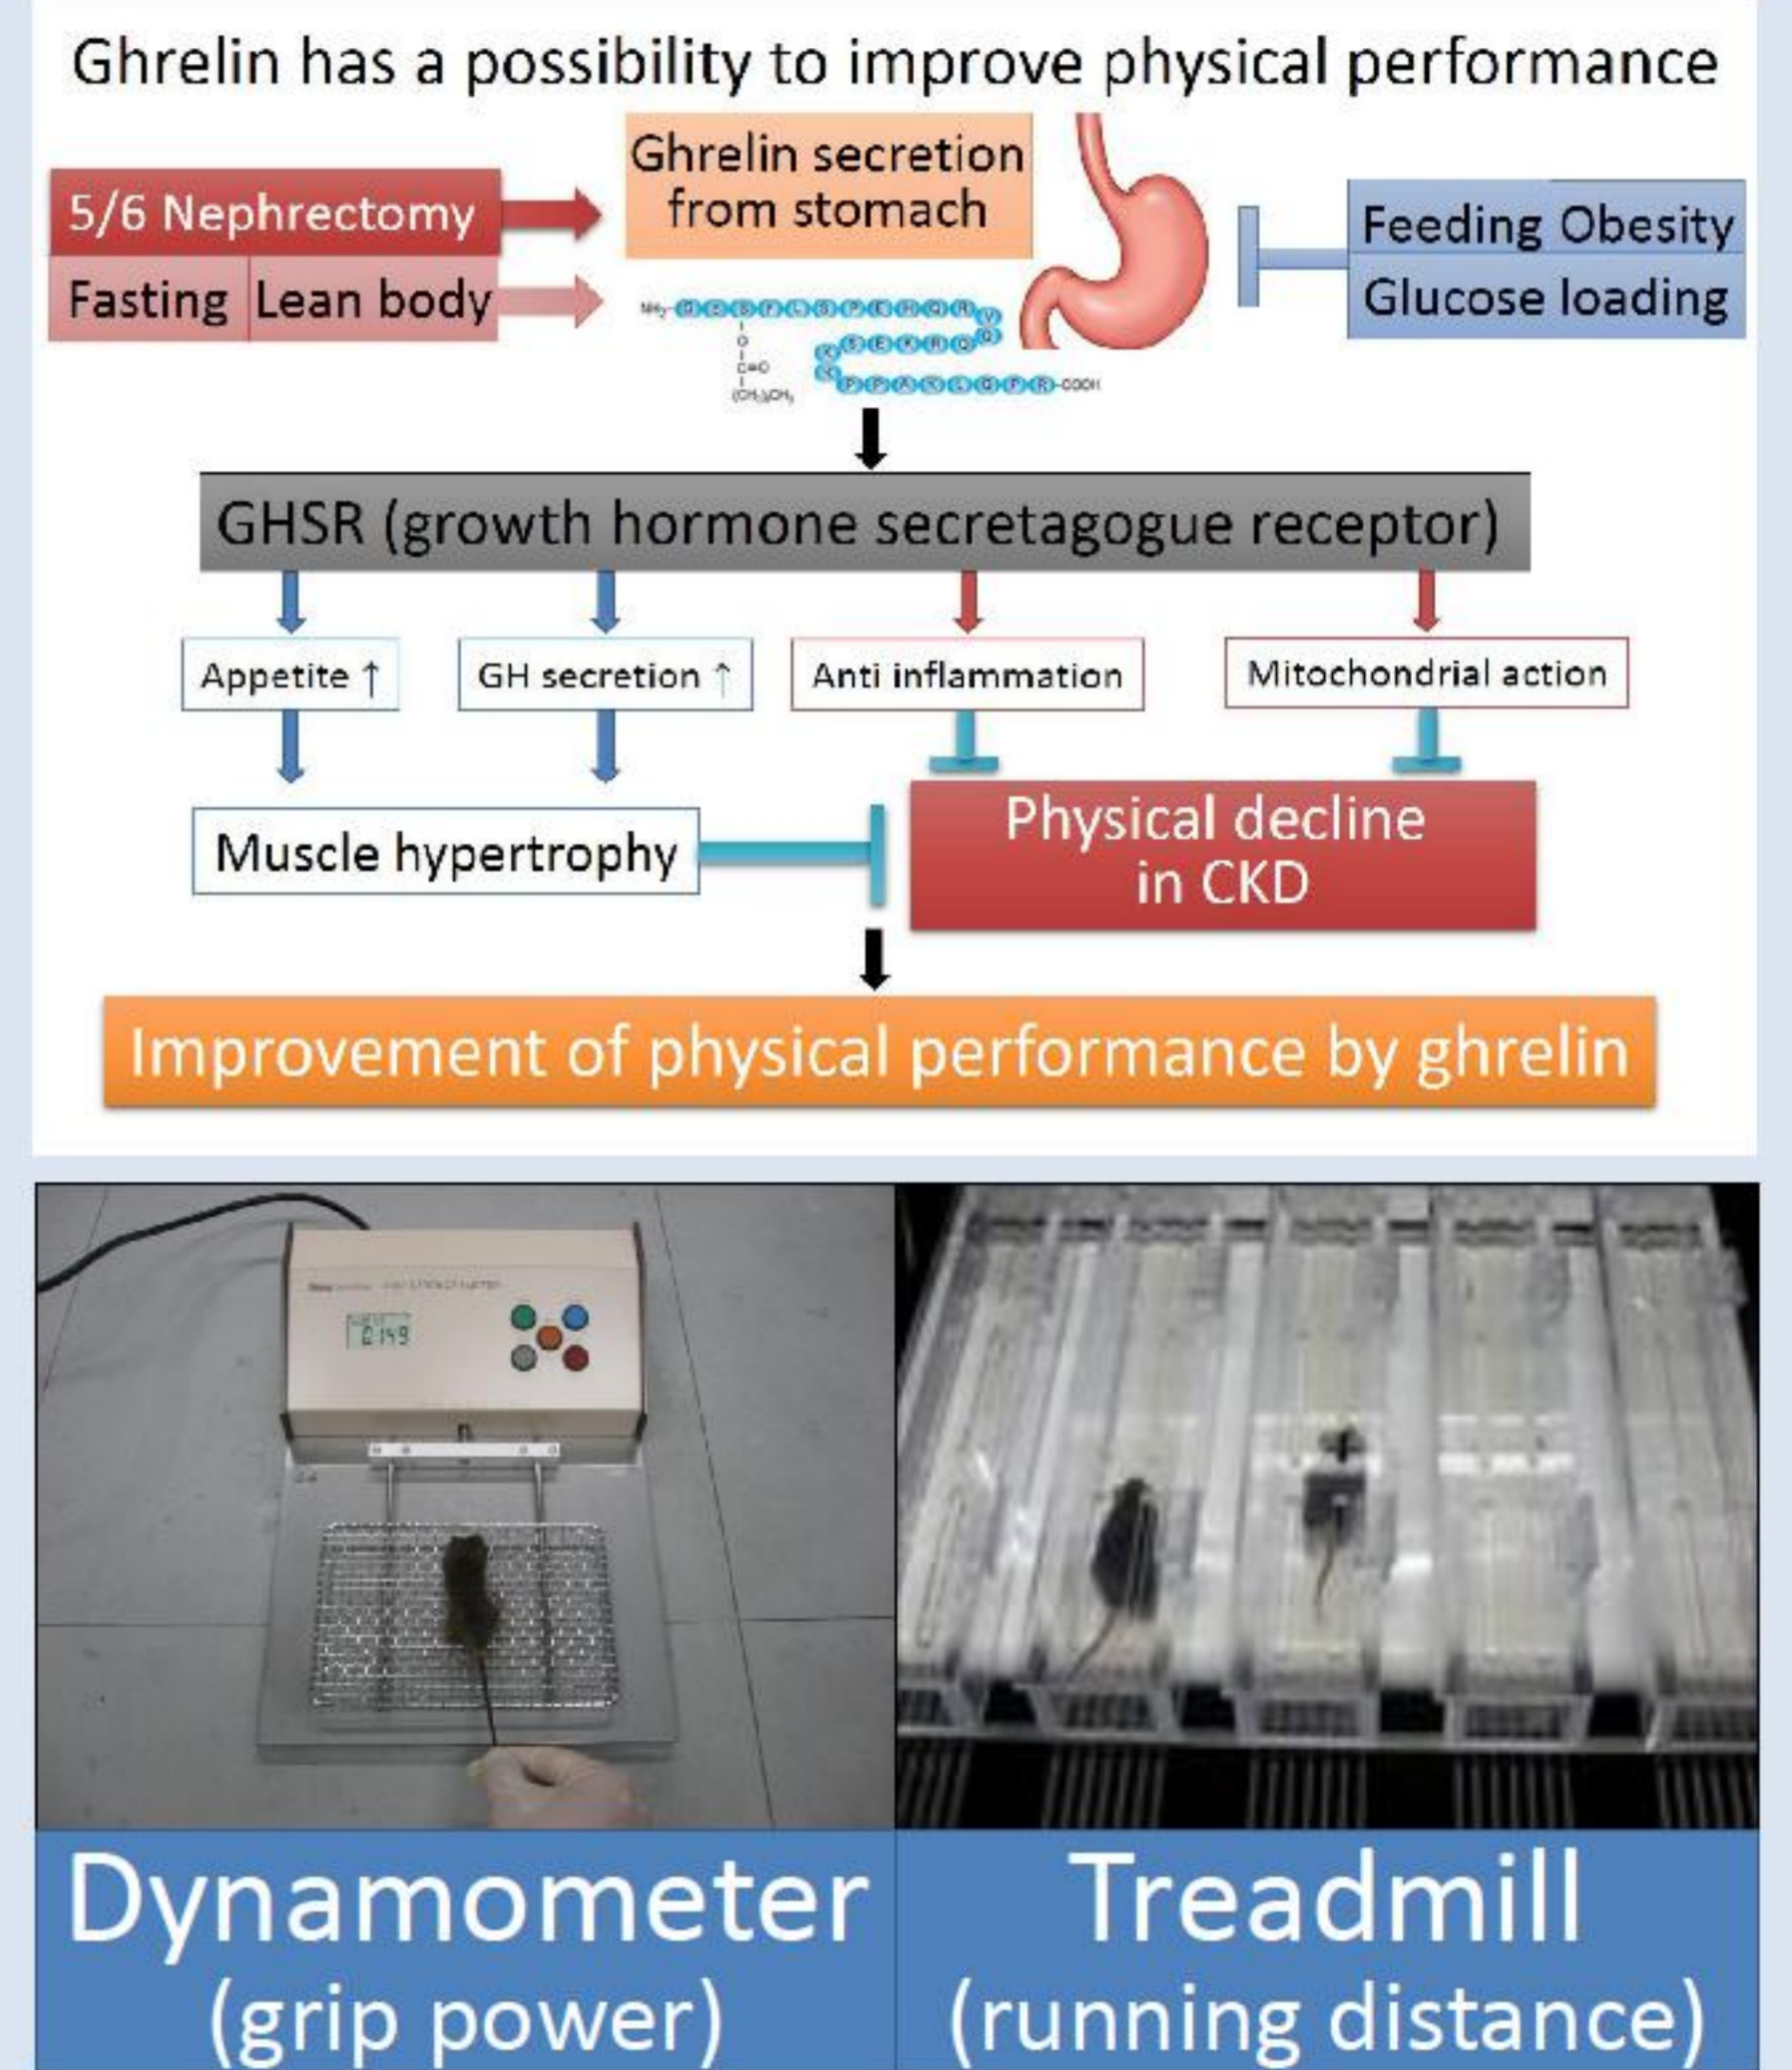 Ghrelin has a possibility to improve physical performance
Ghrelin secretion
from stomach
5/6 Nephrectomy
Fasting
Lean body
Feeding Obesity
Glucose loading
GHSR (growth hormone secretagogue receptor)
Appetite ↑
GH secretion ↑
Anti inflammation
Mitochondrial action
Muscle hypertrophy
Physical decline
in CKD
Improvement of physical performance by ghrelin
Dynamometer
(grip power)
Treadmill
(running distance)